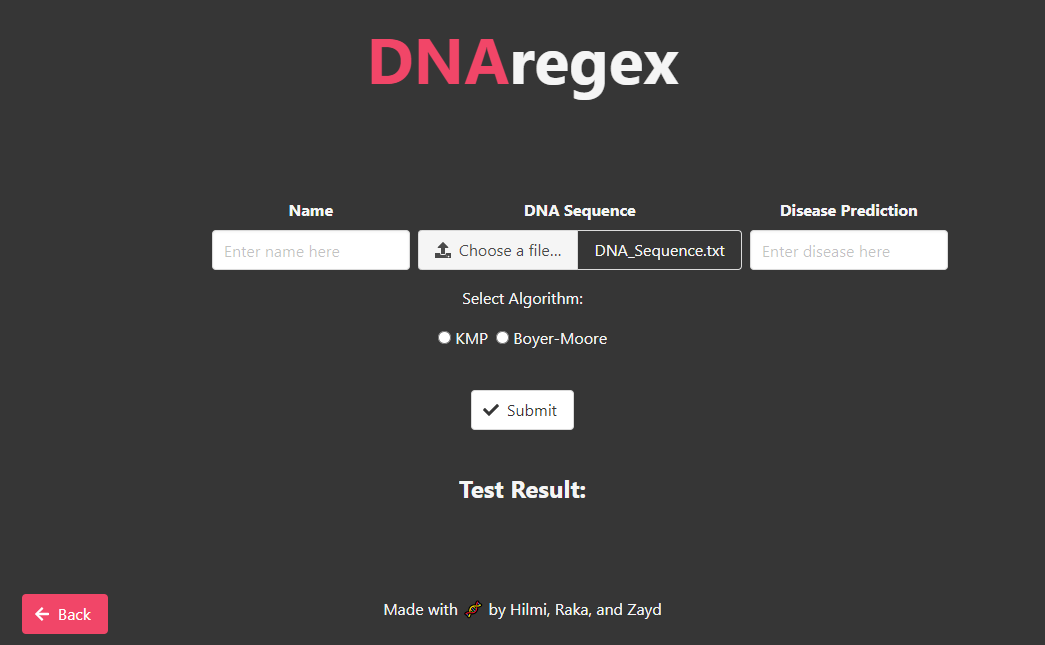 DNAregex
Name DNA Sequence Disease Prediction
Enter name here Choose a file... DNA_Sequence.txt Enter disease here
Select Algorithm:
KMP Boyer-Moore
Submit
Test Result:
Back
Made with 🧬 by Hilmi, Raka, and Zayd